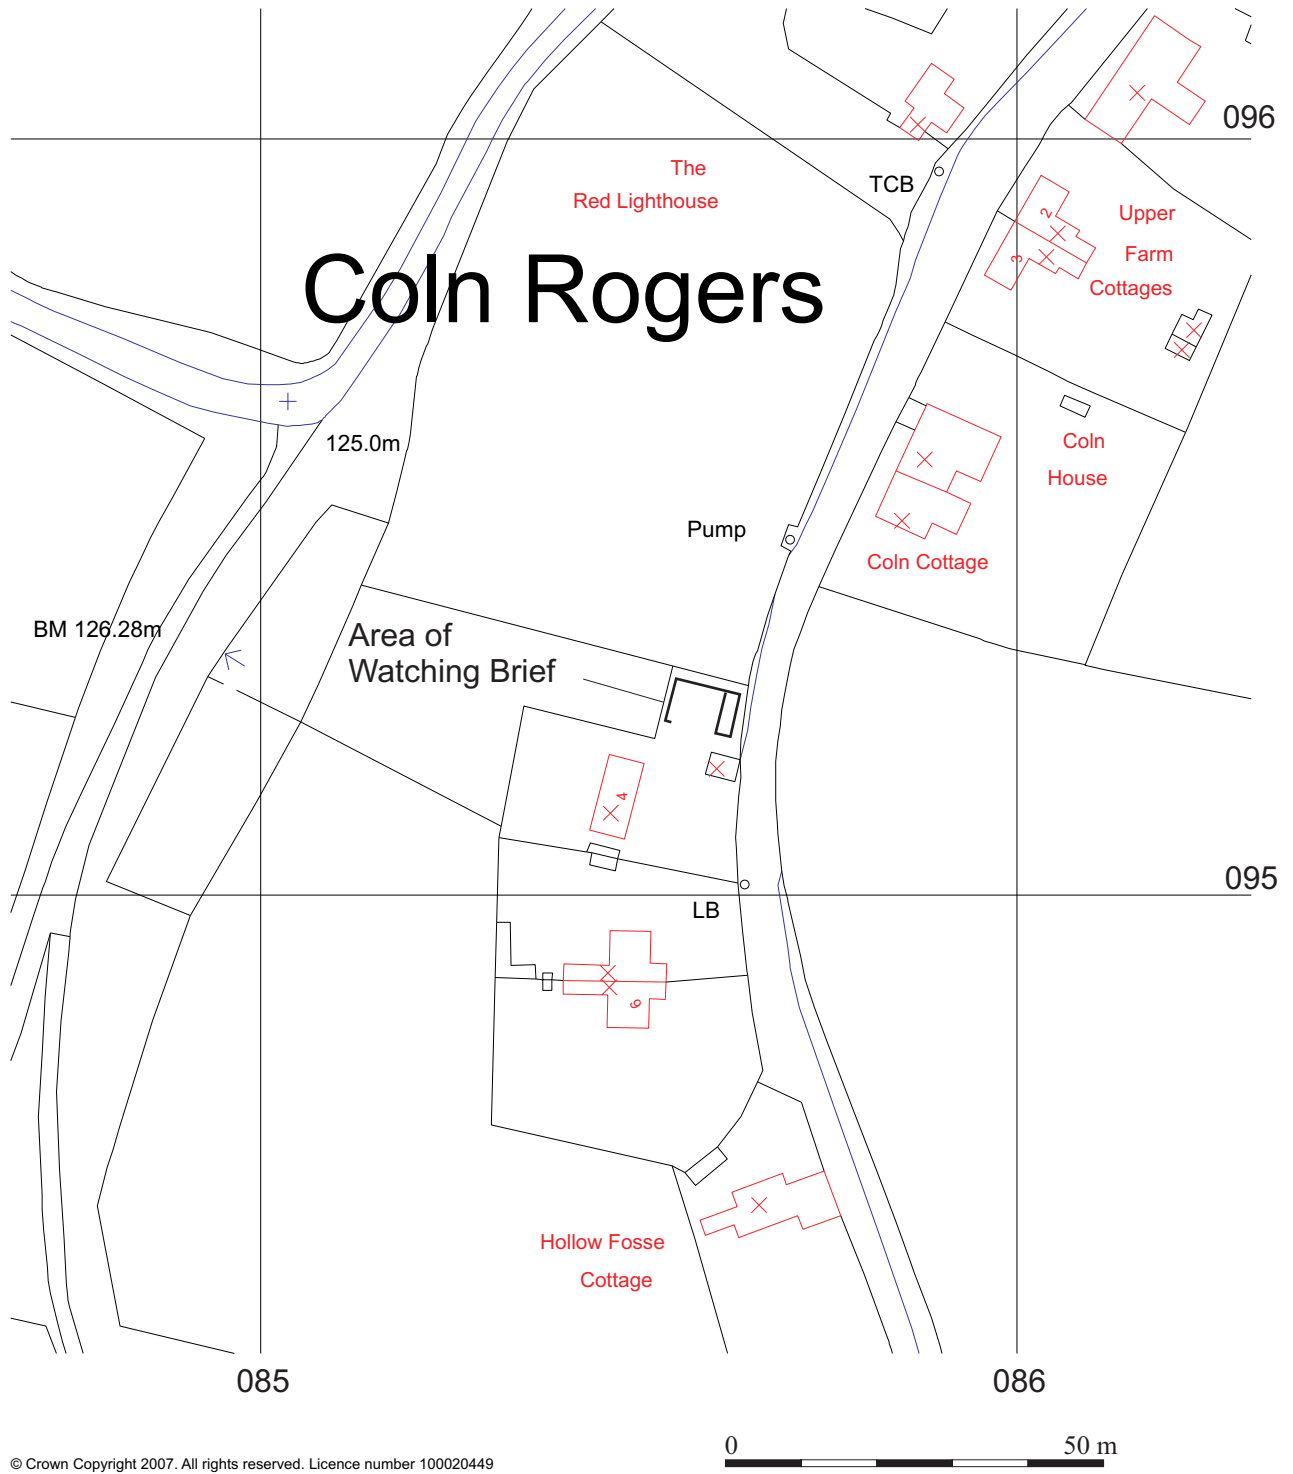 096
The
Red Lighthouse
TCB
2
Upper
3
Farm
Cottages
Coln Rogers
125.0m
Coln
House
Pump
Coln Cottage
BM 126.28m
Area of
Watching Brief
4
095
LB
6
Hollow Fosse
Cottage
085
086
0
50 m
© Crown Copyright 2007. All rights reserved. Licence number 100020449